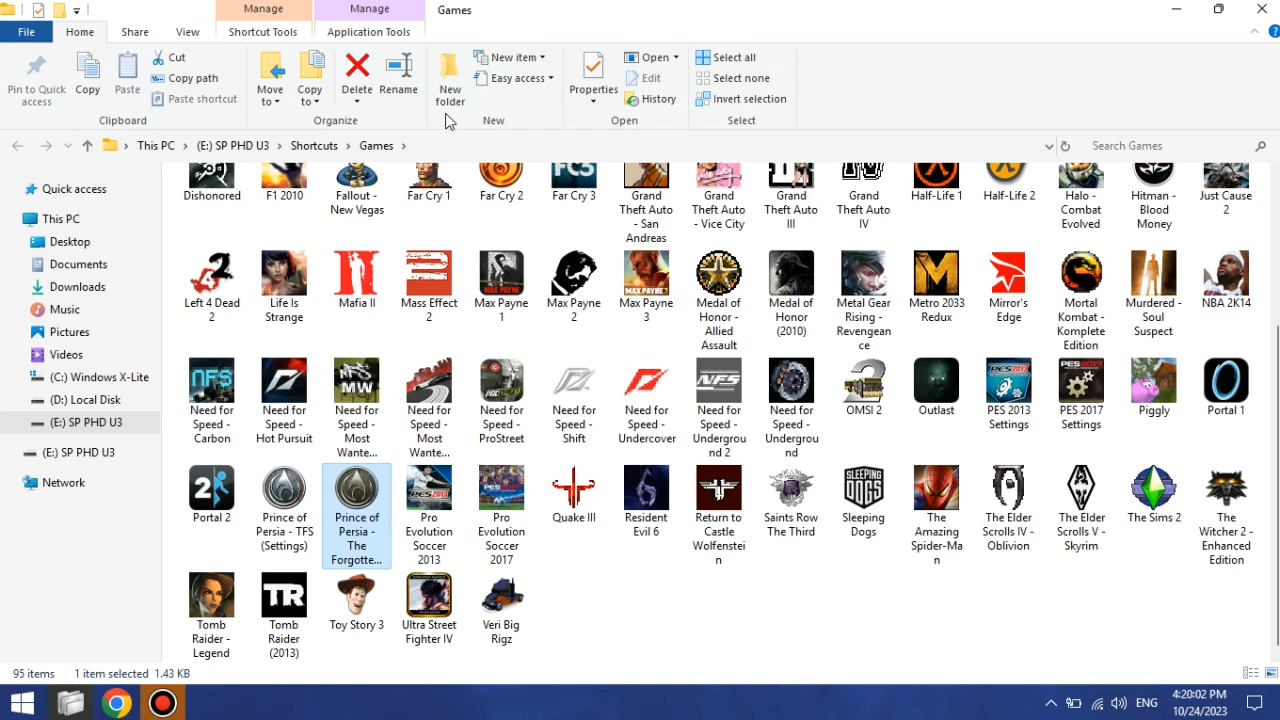 Manage
Manage
Games
File
Home
Share
View
Shortcut Tools
Application Tools
Pin to Quick
access
Copy
Paste
Cut
Copy path
Paste shortcut
Clipboard
Move
to
Copy
to
Delete
Rename
Organize
New
folder
New item
Easy access
New
Properties
Open
Edit
History
Open
Select all
Select none
Invert selection
Select
This PC
(E:) SP PHD U3
Shortcuts
Games
Search Games
Quick access
This PC
Desktop
Documents
Downloads
Music
Pictures
Videos
(C:) Windows X-Lite
(D:) Local Disk
(E:) SP PHD U3
(E:) SP PHD U3
Network
Dishonored
F1 2010
Fallout -
New Vegas
Far Cry 1
Far Cry 2
Far Cry 3
Grand
Theft Auto
- San
Andreas
Grand
Theft Auto
- Vice City
Grand
Theft Auto
III
Grand
Theft Auto
IV
Half-Life 1
Half-Life 2
Halo -
Combat
Evolved
Hitman -
Blood
Money
Just Cause
2
Left 4 Dead
2
Life Is
Strange
Mafia II
Mass Effect
2
Max Payne
1
Max Payne
2
Max Payne
3
Medal of
Honor -
Allied
Assault
Medal of
Honor
(2010)
Metal Gear
Rising -
Revengean
ce
Metro 2033
Redux
Mirror's
Edge
Mortal
Kombat -
Komplete
Edition
Murdered -
Soul
Suspect
NBA 2K14
Need for
Speed -
Carbon
Need for
Speed -
Hot Pursuit
Need for
Speed -
Most
Wante...
Need for
Speed -
Most
Wante...
Need for
Speed -
ProStreet
Need for
Speed -
Shift
Need for
Speed -
Undercover
Need for
Speed -
Undergrou
nd 2
Need for
Speed -
Undergrou
nd
OMSI 2
Outlast
PES 2013
Settings
PES 2017
Settings
Piggly
Portal 1
Portal 2
Prince of
Persia - TFS
(Settings)
Prince of
Persia -
The
Forgotte...
Pro
Evolution
Soccer
2013
Pro
Evolution
Soccer
2017
Quake III
Resident
Evil 6
Return to
Castle
Wolfenstei
n
Saints Row
The Third
Sleeping
Dogs
The
Amazing
Spider-Ma
n
The Elder
Scrolls IV -
Oblivion
The Elder
Scrolls V -
Skyrim
The Sims 2
The
Witcher 2 -
Enhanced
Edition
Tomb
Raider -
Legend
Tomb
Raider
(2013)
Toy Story 3
Ultra Street
Fighter IV
Veri Big
Rigz
95 items
1 item selected 1.43 KB
ENG
4:20:02 PM
10/24/2023